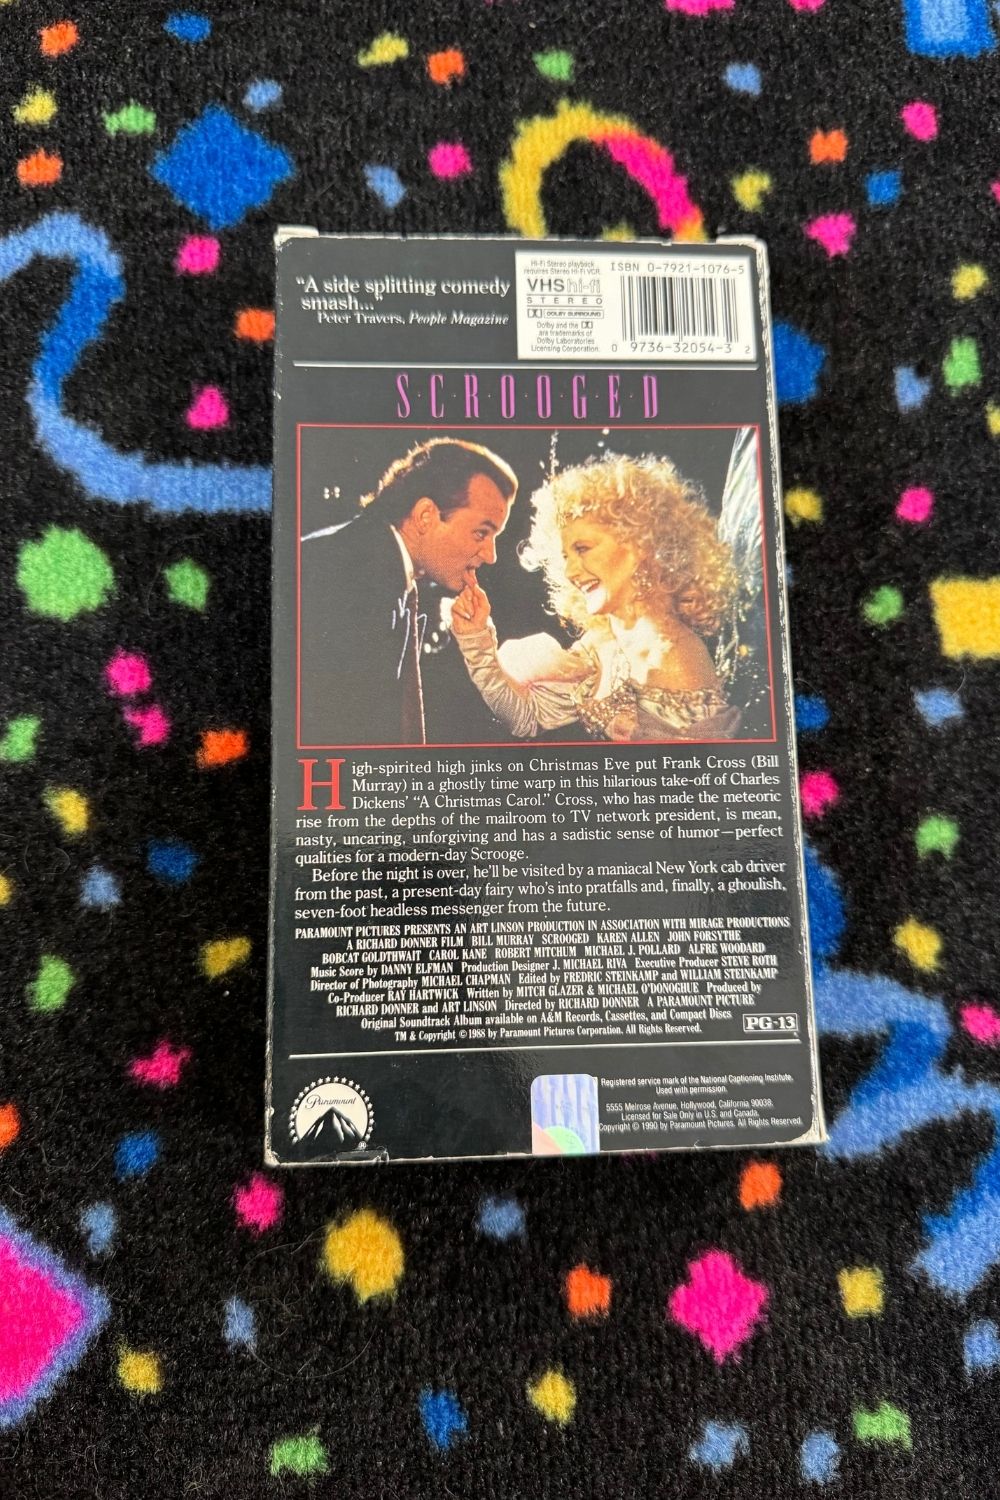 "A side splitting comedy
smash..."
Peter Travers, People Magazine
Hi-Fi Stereo playback
requires Stereo Hi-Fi VCR.
VHS hi-fi
STEREO
DOLBY SURROUND
Dolby and the
are trademarks of
Dolby Laboratories
Licensing Corporation.
ISBN 0-7921-1076-5
0 9736-32054-3 2
S·C·R·O·O·G·E·D
High-spirited high jinks on Christmas Eve put Frank Cross (Bill
Murray) in a ghostly time warp in this hilarious take-off of Charles
Dickens' "A Christmas Carol." Cross, who has made the meteoric
rise from the depths of the mailroom to TV network president, is mean,
nasty, uncaring, unforgiving and has a sadistic sense of humor—perfect
qualities for a modern-day Scrooge.
Before the night is over, he'll be visited by a maniacal New York cab driver
from the past, a present-day fairy who's into pratfalls and, finally, a ghoulish,
seven-foot headless messenger from the future.
PARAMOUNT PICTURES PRESENTS AN ART LINSON PRODUCTION IN ASSOCIATION WITH MIRAGE PRODUCTIONS
A RICHARD DONNER FILM BILL MURRAY SCROOGED KAREN ALLEN JOHN FORSYTHE
BOBCAT GOLDTHWAIT CAROL KANE ROBERT MITCHUM MICHAEL J. POLLARD ALFRE WOODARD
Music Score by DANNY ELFMAN Production Designer J. MICHAEL RIVA Executive Producer STEVE ROTH
Director of Photography MICHAEL CHAPMAN Edited by FREDRIC STEINKAMP and WILLIAM STEINKAMP
Co-Producer RAY HARTWICK Written by MITCH GLAZER & MICHAEL O'DONOGHUE Produced by
RICHARD DONNER and ART LINSON Directed by RICHARD DONNER A PARAMOUNT PICTURE
Original Soundtrack Album available on A&M Records, Cassettes, and Compact Discs
TM & Copyright © 1988 by Paramount Pictures Corporation. All Rights Reserved.
PG-13
Paramount
®
Registered service mark of the National Captioning Institute.
Used with permission.
5555 Melrose Avenue, Hollywood, California 90038.
Licensed for Sale Only in U.S. and Canada.
Copyright © 1990 by Paramount Pictures. All Rights Reserved.